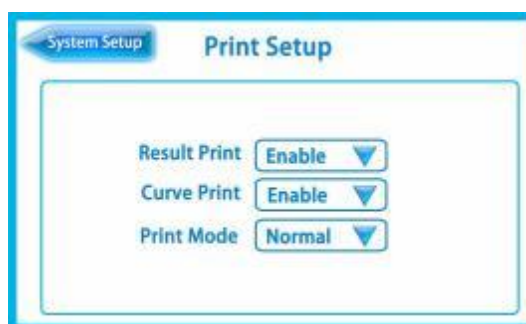 System Setup
Print Setup
Result Print Enable
Curve Print Enable
Print Mode Normal